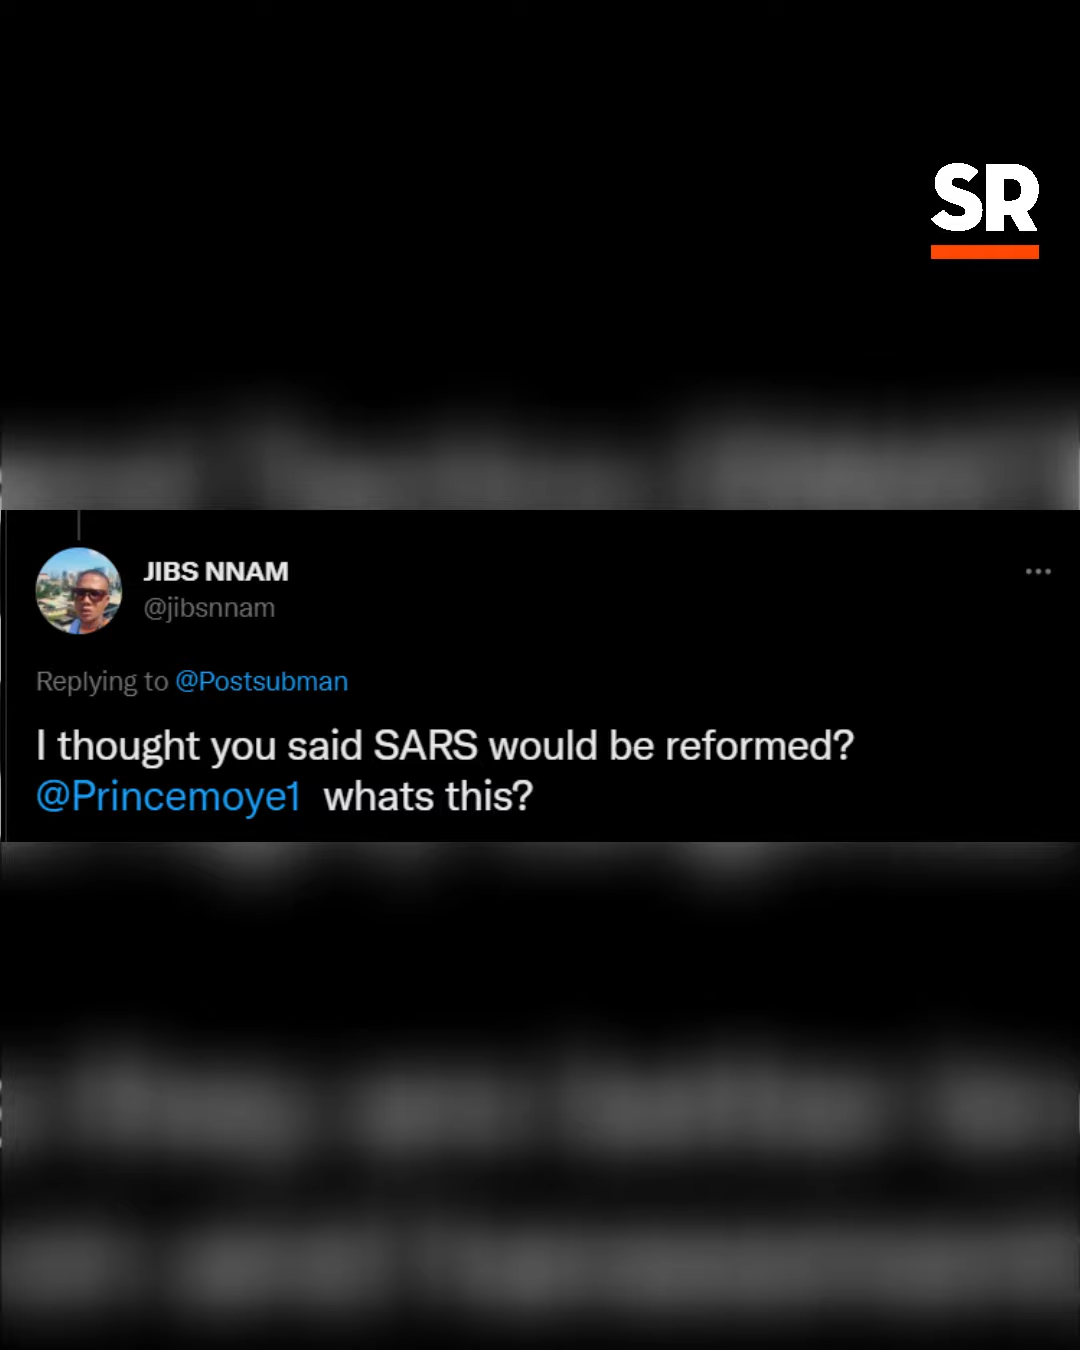 SR
JIBS NNAM
@jibsnnam
Replying to @Postsubman
I thought you said SARS would be reformed?
@Princemoye1 whats this?